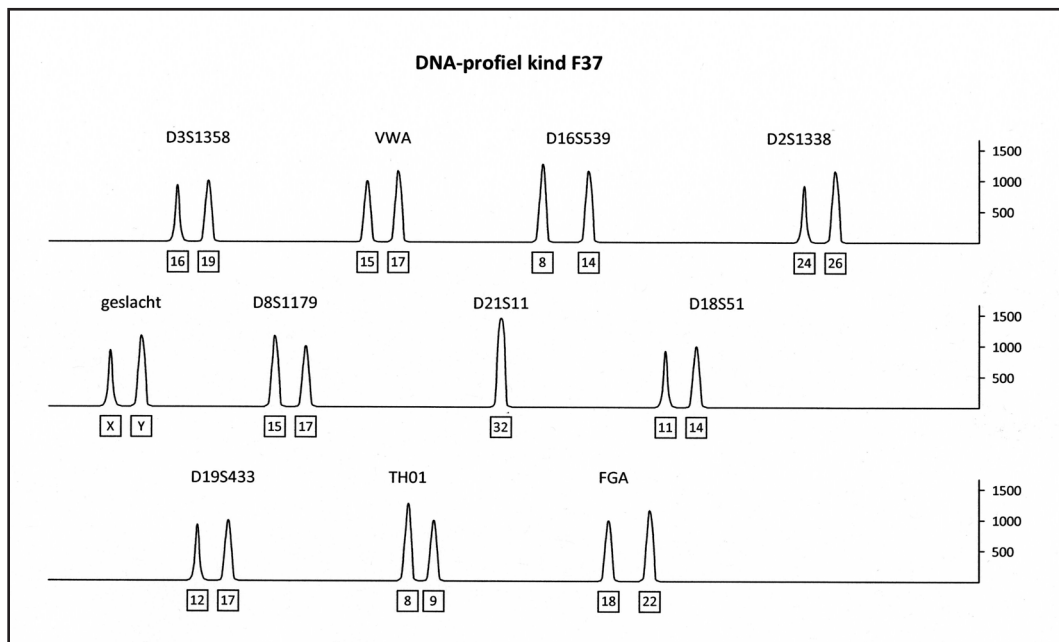 DNA-profiel kind F37
D3S1358 VWA D16S539 D2S1338
1500
1000
500
16 19 15 17 8 14 24 26
geslacht D8S1179 D21S11 D18S51
1500
1000
500
X Y 15 17 32 11 14
D19S433 TH01 FGA
1500
1000
500
12 17 8 9 18 22